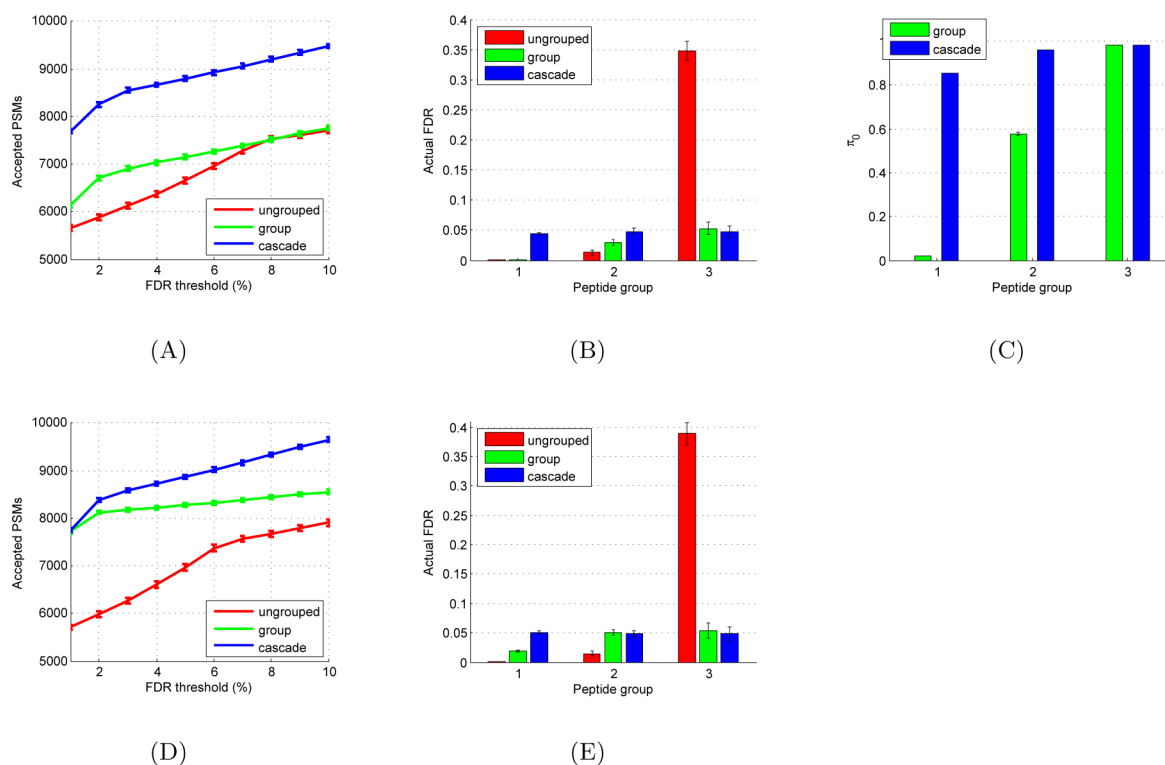 10000
9000
8000
7000
6000
5000
Accepted PSMs
ungrouped
group
cascade
2 4 6 8 10
FDR threshold (%)
(A)
0.4
0.35
0.3
0.25
0.2
0.15
0.1
0.05
0
Actual FDR
ungrouped
group
cascade
1 2 3
Peptide group
(B)
group
cascade
0.8
0.6
0.4
0.2
0
π0
1 2 3
Peptide group
(C)
10000
9000
8000
7000
6000
5000
Accepted PSMs
ungrouped
group
cascade
2 4 6 8 10
FDR threshold (%)
(D)
0.4
0.35
0.3
0.25
0.2
0.15
0.1
0.05
0
Actual FDR
ungrouped
group
cascade
1 2 3
Peptide group
(E)